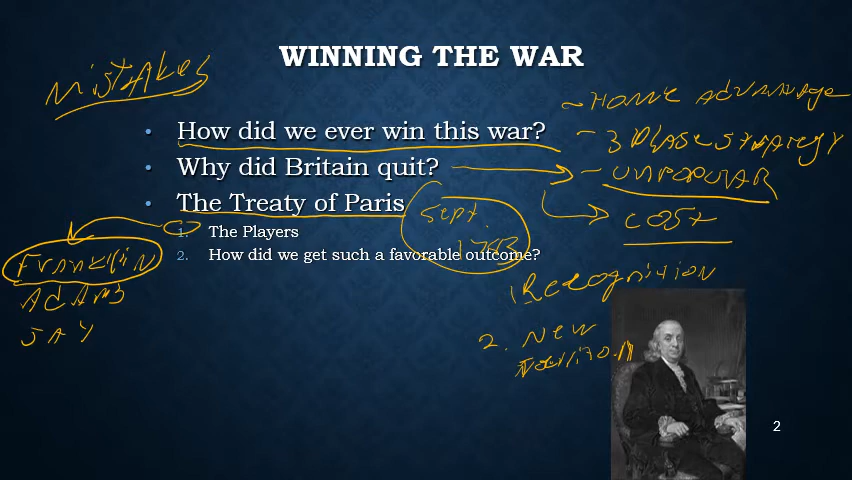 WINNING THE WAR
Mistakes
~ Home Advantage
• How did we ever win this war?
- 3 Phase Strategy
• Why did Britain quit?
- UNPOPULAR
• The Treaty of Paris
Sept. 1783
COST
1. The Players
2. How did we get such a favorable outcome?
Franklin
Adams
JAY
1 Recognition
2. New
2